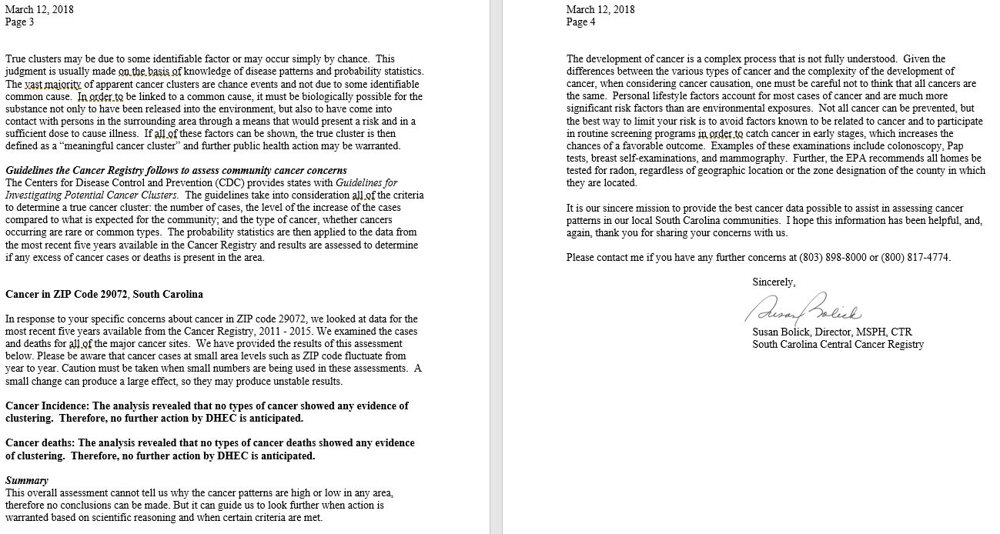 March 12, 2018
Page 3
True clusters may be due to some identifiable factor or may occur simply by chance.  This
judgment is usually made on the basis of knowledge of disease patterns and probability statistics.
The vast majority of apparent cancer clusters are chance events and not due to some identifiable
common cause.  In order to be linked to a common cause, it must be biologically possible for the
substance not only to have been released into the environment, but also to have come into
contact with persons in the surrounding area through a means that would present a risk and in a
sufficient dose to cause illness.  If all of these factors can be shown, the true cluster is then
defined as a “meaningful cancer cluster” and further public health action may be warranted.
Guidelines the Cancer Registry follows to assess community cancer concerns
The Centers for Disease Control and Prevention (CDC) provides states with Guidelines for
Investigating Potential Cancer Clusters.  The guidelines take into consideration all of the criteria
to determine a true cancer cluster: the number of cases, the level of the increase of the cases
compared to what is expected for the community; and the type of cancer, whether cancers
occurring are rare or common types.  The probability statistics are then applied to the data from
the most recent five years available in the Cancer Registry and results are assessed to determine
if any excess of cancer cases or deaths is present in the area.
Cancer in ZIP Code 29072, South Carolina
In response to your specific concerns about cancer in ZIP code 29072, we looked at data for the
most recent five years available from the Cancer Registry, 2011 - 2015. We examined the cases
and deaths for all of the major cancer sites.  We have provided the results of this assessment
below. Please be aware that cancer cases at small area levels such as ZIP code fluctuate from
year to year. Caution must be taken when small numbers are being used in these assessments.  A
small change can produce a large effect, so they may produce unstable results.
Cancer Incidence: The analysis revealed that no types of cancer showed any evidence of
clustering.  Therefore, no further action by DHEC is anticipated.
Cancer deaths: The analysis revealed that no types of cancer deaths showed any evidence
of clustering.  Therefore, no further action by DHEC is anticipated.
Summary
This overall assessment cannot tell us why the cancer patterns are high or low in any area,
therefore no conclusions can be made. But it can guide us to look further when action is
warranted based on scientific reasoning and when certain criteria are met.
March 12, 2018
Page 4
The development of cancer is a complex process that is not fully understood.  Given the
differences between the various types of cancer and the complexity of the development of
cancer, when considering cancer causation, one must be careful not to think that all cancers are
the same.  Personal lifestyle factors account for most cases of cancer and are much more
significant risk factors than are environmental exposures.  Not all cancer can be prevented, but
the best way to limit your risk is to avoid factors known to be related to cancer and to participate
in routine screening programs in order to catch cancer in early stages, which increases the
chances of a favorable outcome.  Examples of these examinations include colonoscopy, Pap
tests, breast self-examinations, and mammography.  Further, the EPA recommends all homes be
tested for radon, regardless of geographic location or the zone designation of the county in which
they are located.
It is our sincere mission to provide the best cancer data possible to assist in assessing cancer
patterns in our local South Carolina communities.  I hope this information has been helpful, and,
again, thank you for sharing your concerns with us.
Please contact me if you have any further concerns at (803) 898-8000 or (800) 817-4774.
Sincerely,
Susan Bolick
Susan Bolick, Director, MSPH, CTR
South Carolina Central Cancer Registry